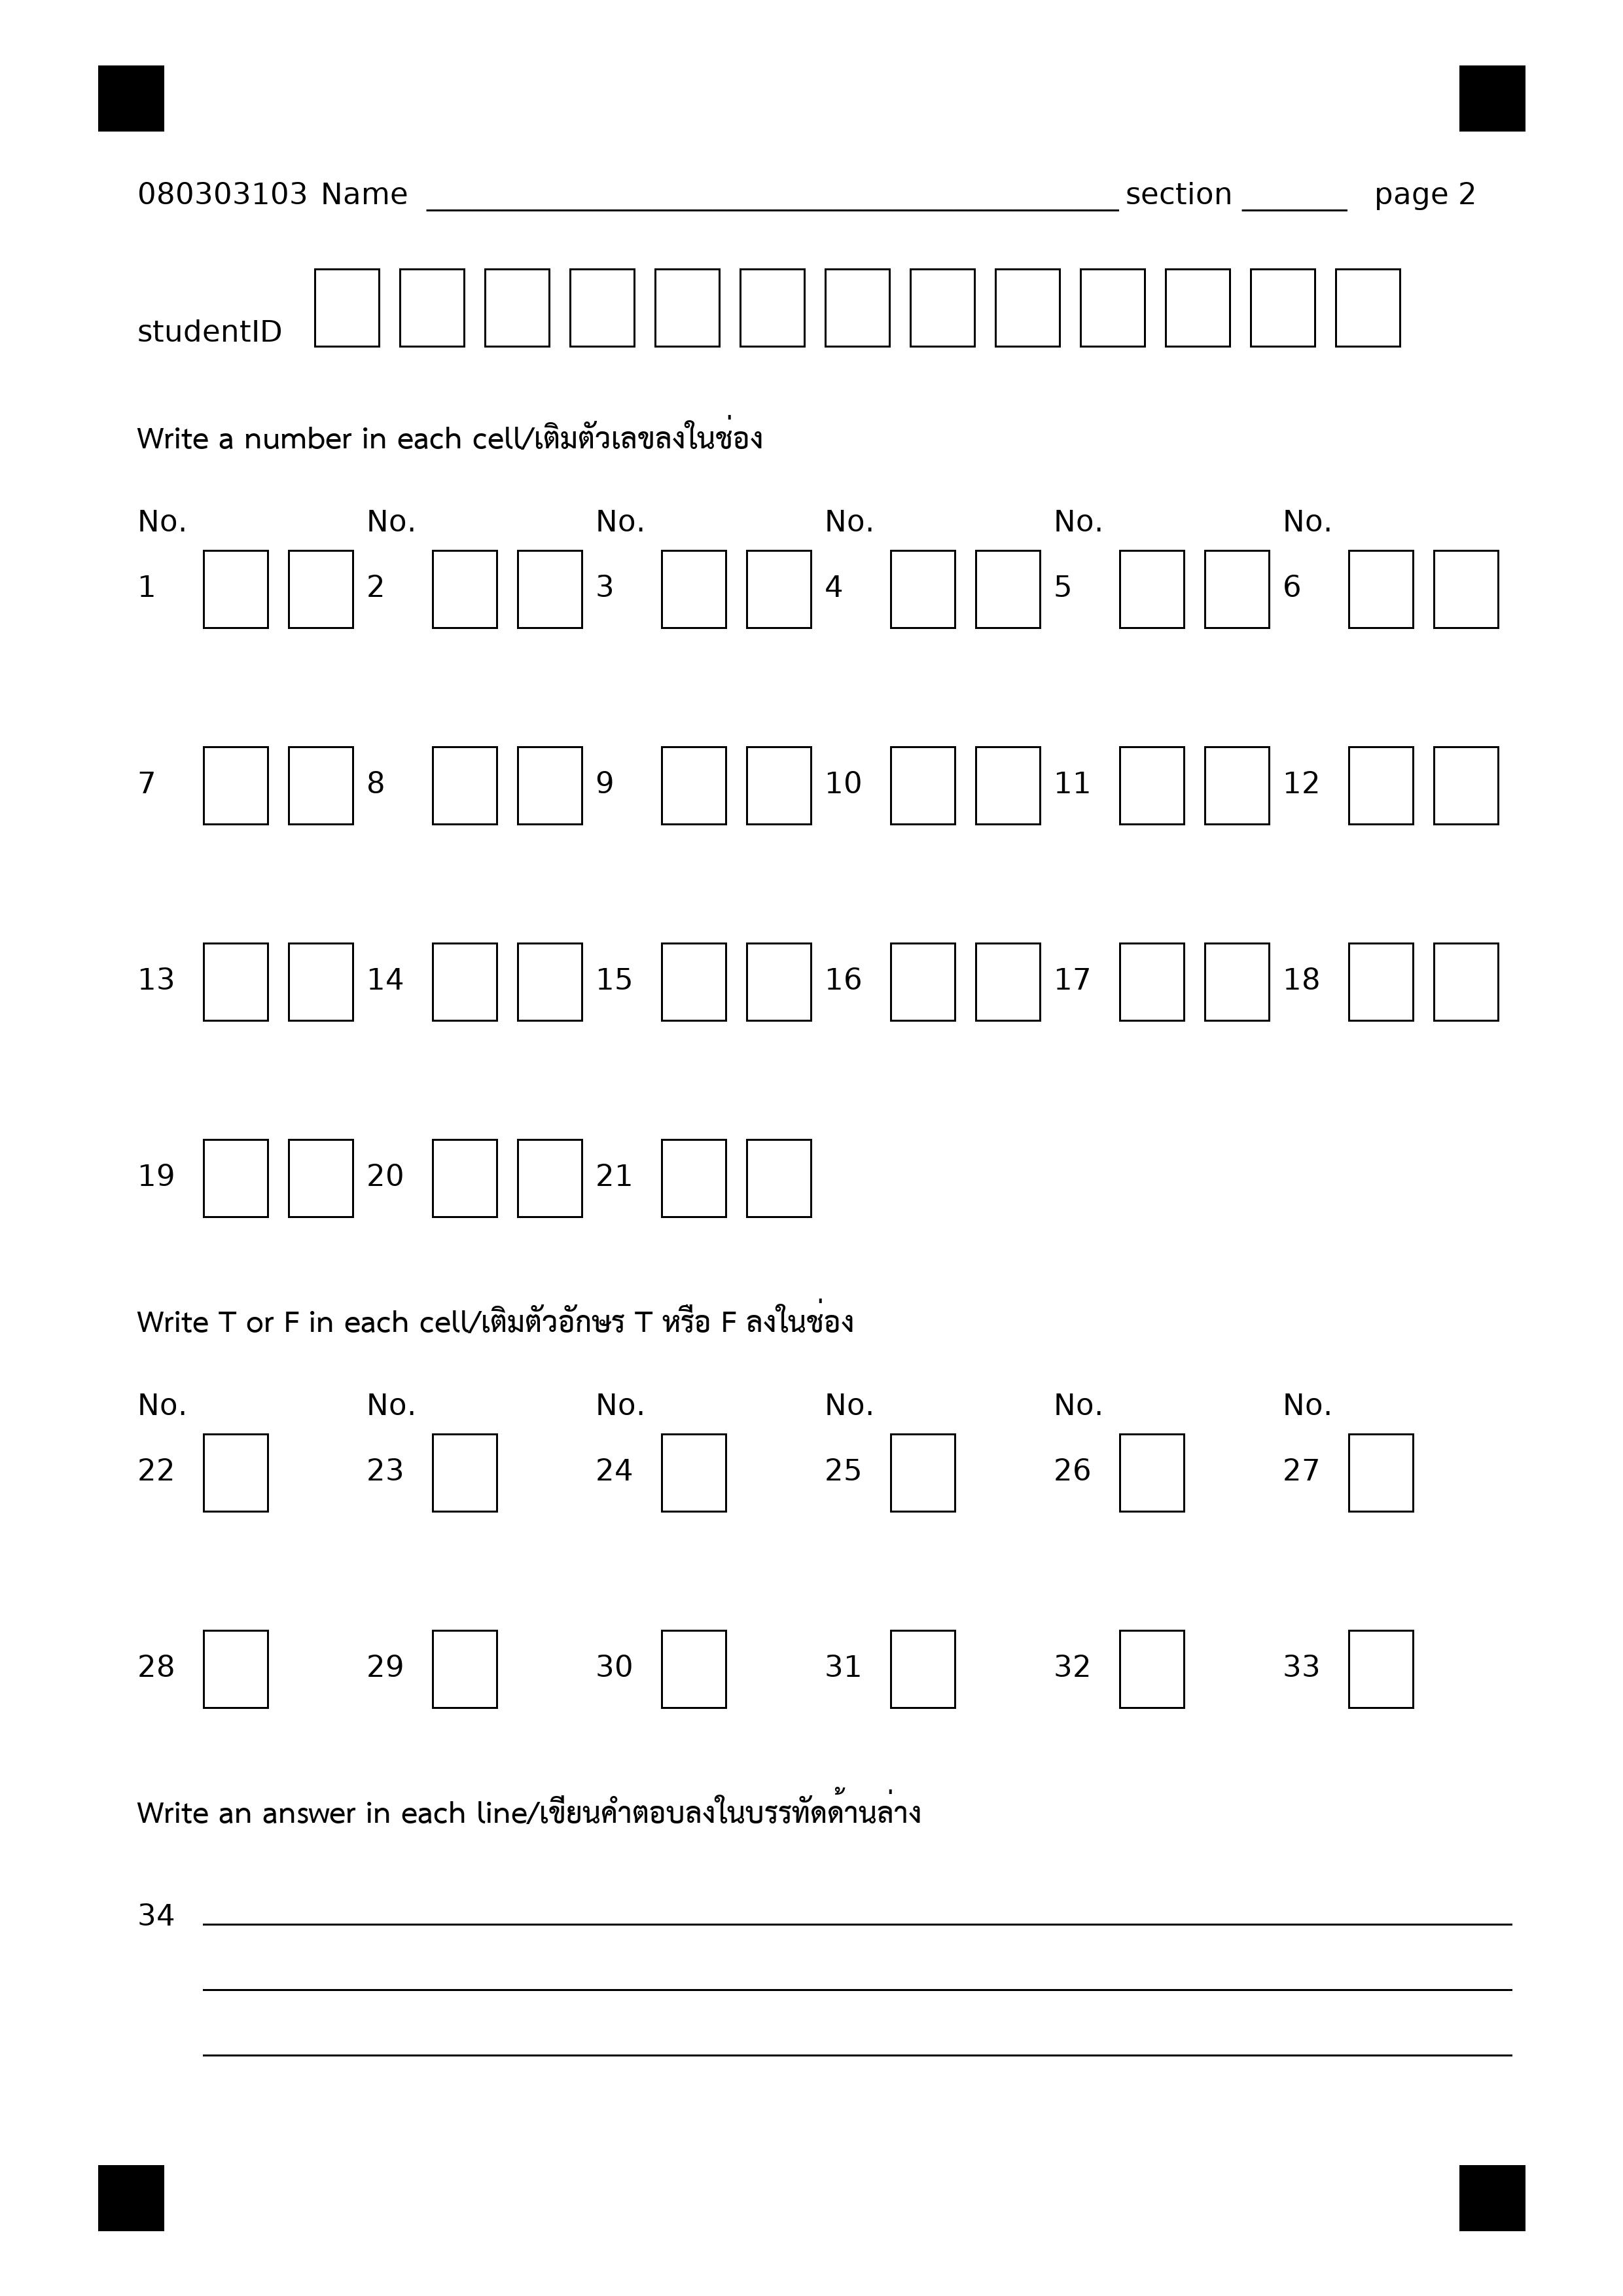 080303103 Name section page 2
studentID
Write a number in each cell/เติมตัวเลขลงในช่อง
No. No. No. No. No. No.
1 2 3 4 5 6
7 8 9 10 11 12
13 14 15 16 17 18
19 20 21
Write T or F in each cell/เติมตัวอักษร T หรือ F ลงในช่อง
No. No. No. No. No. No.
22 23 24 25 26 27
28 29 30 31 32 33
Write an answer in each line/เขียนคำตอบลงในบรรทัดด้านล่าง
34